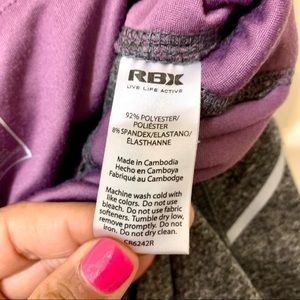 RBX
LIVE LIFE ACTIVE
92% POLYESTER/
POLIÉSTER
8% SPANDEX/ELASTANO/
ÉLASTHANNE
Made in Cambodia
Hecho en Camboya
Fabriqué au Cambodge
Machine wash cold with
like colors. Do not use
bleach. Do not use fabric
softeners. Tumble dry low,
remove promptly. Do not
iron. Do not dry clean.
CR6242R